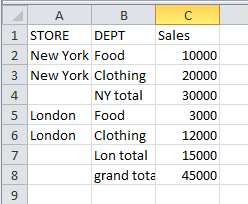 A B C
1 STORE DEPT Sales
2 New York Food 10000
3 New York Clothing 20000
4 NY total 30000
5 London Food 3000
6 London Clothing 12000
7 Lon total 15000
8 grand tota 45000
9